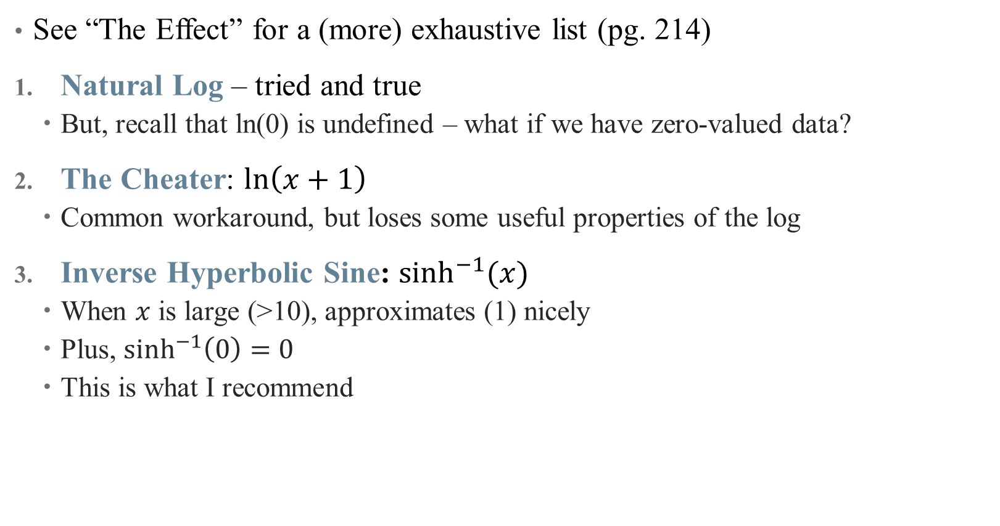 • See “The Effect” for a (more) exhaustive list (pg. 214)
1. Natural Log – tried and true
• But, recall that ln(0) is undefined – what if we have zero-valued data?
2. The Cheater: ln(x + 1)
• Common workaround, but loses some useful properties of the log
3. Inverse Hyperbolic Sine: sinh⁻¹(x)
• When x is large (>10), approximates (1) nicely
• Plus, sinh⁻¹(0) = 0
• This is what I recommend